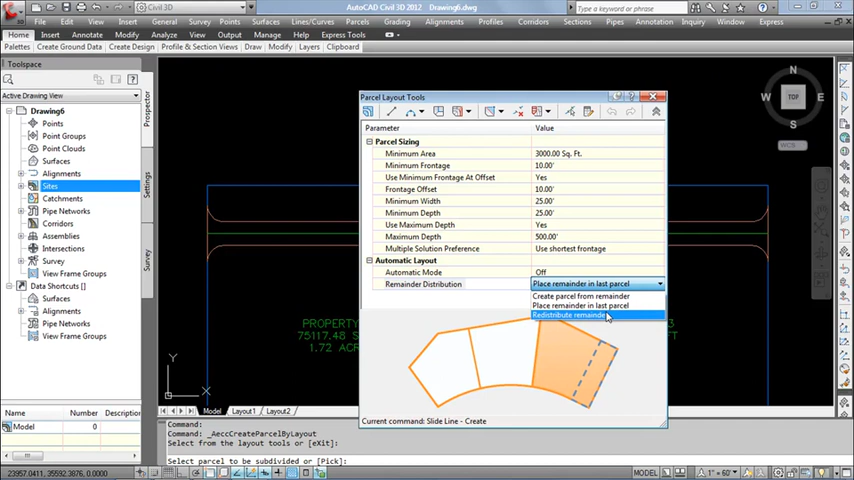 Civil 3D
AutoCAD Civil 3D 2012 Drawing6.dwg
Type a keyword or phrase
File Edit View Insert General Survey Points Surfaces Lines/Curves Parcels Grading Alignments Profiles Corridors Sections Pipes Annotation Inquiry Window Express
Home Insert Annotate Modify Analyze View Manage Output Help Express Tools
Palettes Create Ground Data Create Design Profile & Section Views Draw Modify Layers Clipboard
Toolspace
Active Drawing View
Drawing6
Points
Point Groups
Point Clouds
Surfaces
Alignments
Sites
Catchments
Pipe Networks
Corridors
Assemblies
Intersections
Survey
View Frame Groups
Data Shortcuts []
Surfaces
Alignments
Pipe Networks
View Frame Groups
Prospector
Settings
Survey
Name Number Description
Model 0
N
W TOP E
S
WCS
Parcel Layout Tools
Parameter Value
Parcel Sizing
Minimum Area 3000.00 Sq. Ft.
Minimum Frontage 10.00'
Use Minimum Frontage At Offset Yes
Frontage Offset 10.00'
Minimum Width 25.00'
Minimum Depth 25.00'
Use Maximum Depth Yes
Maximum Depth 500.00'
Multiple Solution Preference Use shortest frontage
Automatic Layout
Automatic Mode Off
Remainder Distribution Place remainder in last parcel
Create parcel from remainder
Place remainder in last parcel
Redistribute remainder
Current command: Slide Line - Create
PROPERTY
75117.48 S
1.72 ACR
3
FT
Y
X
Model Layout1 Layout2
Command:
Command: _AeccCreateParcelByLayout
Select from the layout tools or [eXit]:
Select parcel to be subdivided or [Pick]:
23957.0411, 35592.3876, 0.0000
MODEL
1" = 60'